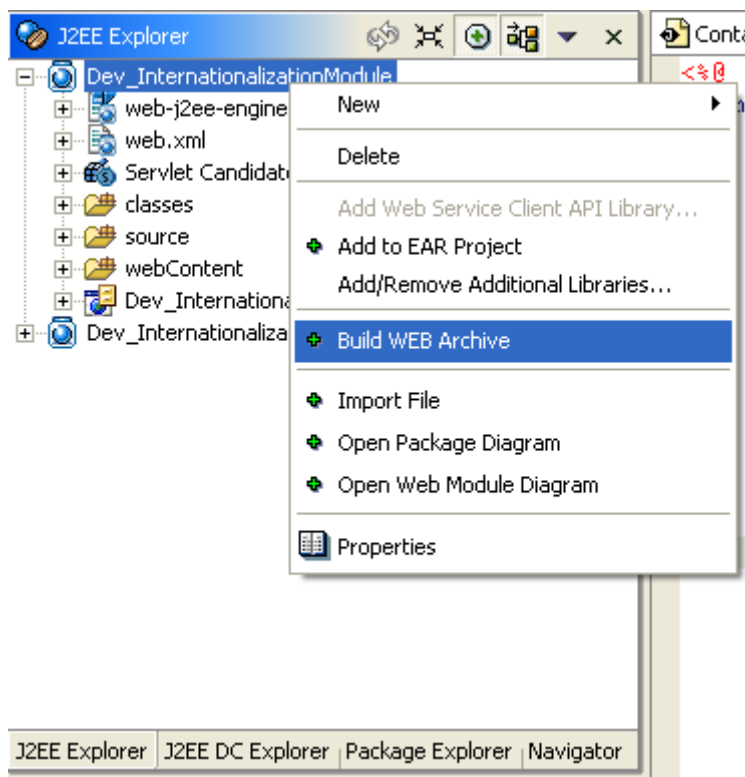 J2EE Explorer
Conta
Dev_InternationalizationModule
<%@
web-j2ee-engine
web.xml
Servlet Candidat
classes
source
webContent
Dev_Internationa
Dev_Internationaliza
New
Delete
Add Web Service Client API Library...
Add to EAR Project
Add/Remove Additional Libraries...
Build WEB Archive
Import File
Open Package Diagram
Open Web Module Diagram
Properties
J2EE Explorer J2EE DC Explorer Package Explorer Navigator